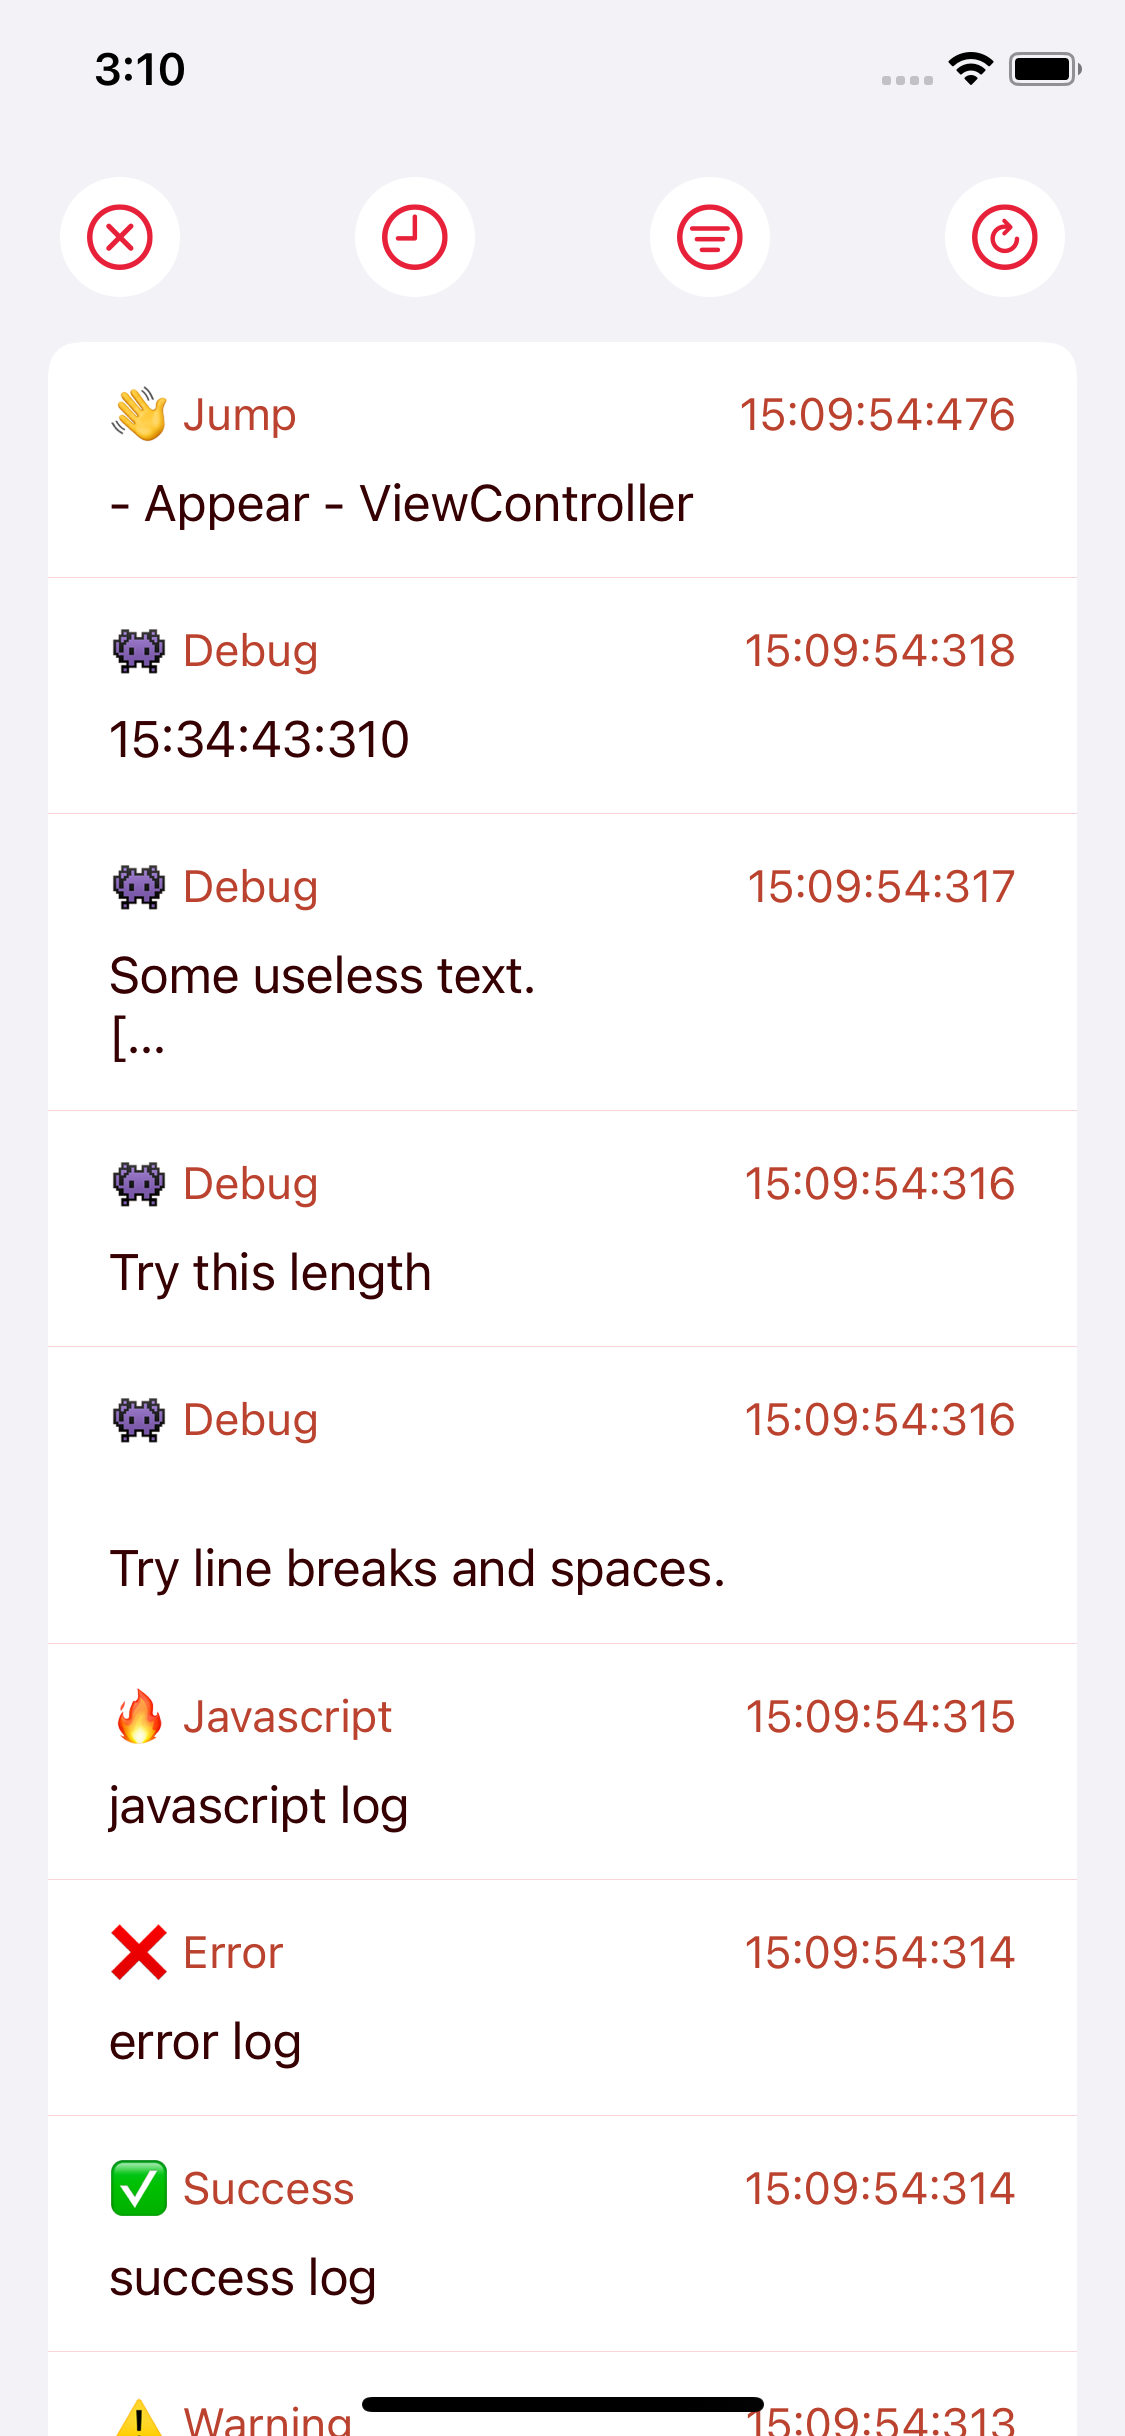 3:10
👋 Jump 15:09:54:476
- Appear - ViewController
👾 Debug 15:09:54:318
15:34:43:310
👾 Debug 15:09:54:317
Some useless text.
[...
👾 Debug 15:09:54:316
Try this length
👾 Debug 15:09:54:316
Try line breaks and spaces.
🔥 Javascript 15:09:54:315
javascript log
❌ Error 15:09:54:314
error log
✅ Success 15:09:54:314
success log
⚠️ Warning 15:09:54:313